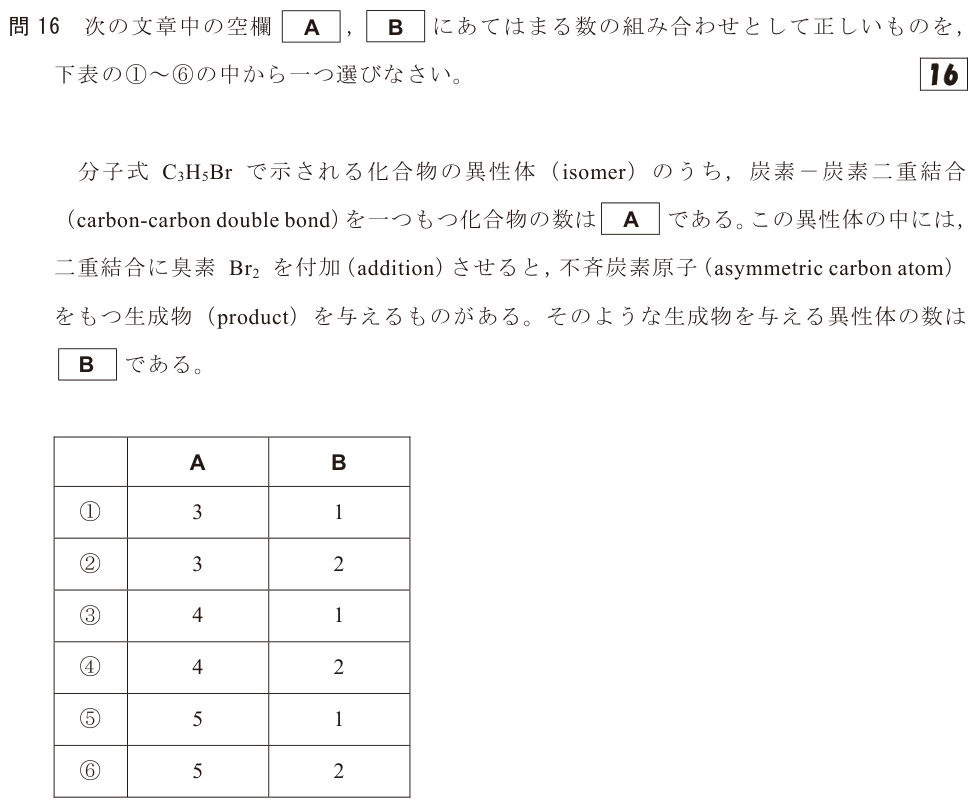 問16 次の文章中の空欄 A ， B にあてはまる数の組み合わせとして正しいものを，
下表の①～⑥の中から一つ選びなさい。 16
分子式 C₃H₅Br で示される化合物の異性体（isomer）のうち，炭素－炭素二重結合
（carbon-carbon double bond）を一つもつ化合物の数は A である。この異性体の中には，
二重結合に臭素 Br₂ を付加（addition）させると，不斉炭素原子（asymmetric carbon atom）
をもつ生成物（product）を与えるものがある。そのような生成物を与える異性体の数は
B である。
A B
① 3 1
② 3 2
③ 4 1
④ 4 2
⑤ 5 1
⑥ 5 2